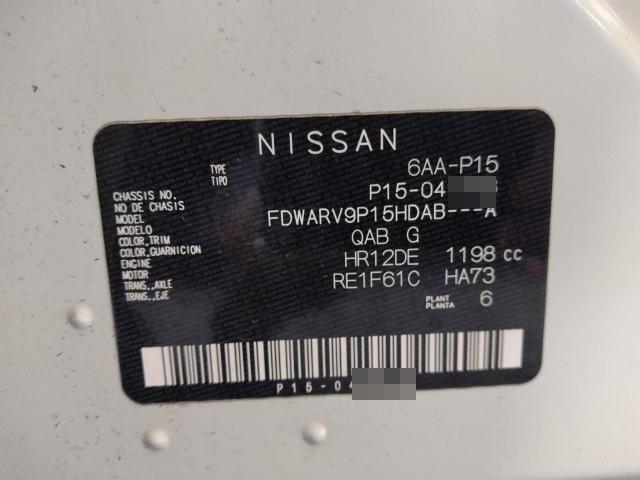 NISSAN
TYPE
TIPO
6AA-P15
CHASSIS NO.
NO DE CHASSIS
P15-04
MODEL
MODELO
FDWARV9P15HDAB---A
COLOR,TRIM
COLOR,GUARNICION
QAB G
ENGINE
MOTOR
HR12DE 1198 cc
TRANS.,AXLE
TRANS.,EJE
RE1F61C HA73
PLANT
PLANTA
6
P15-04